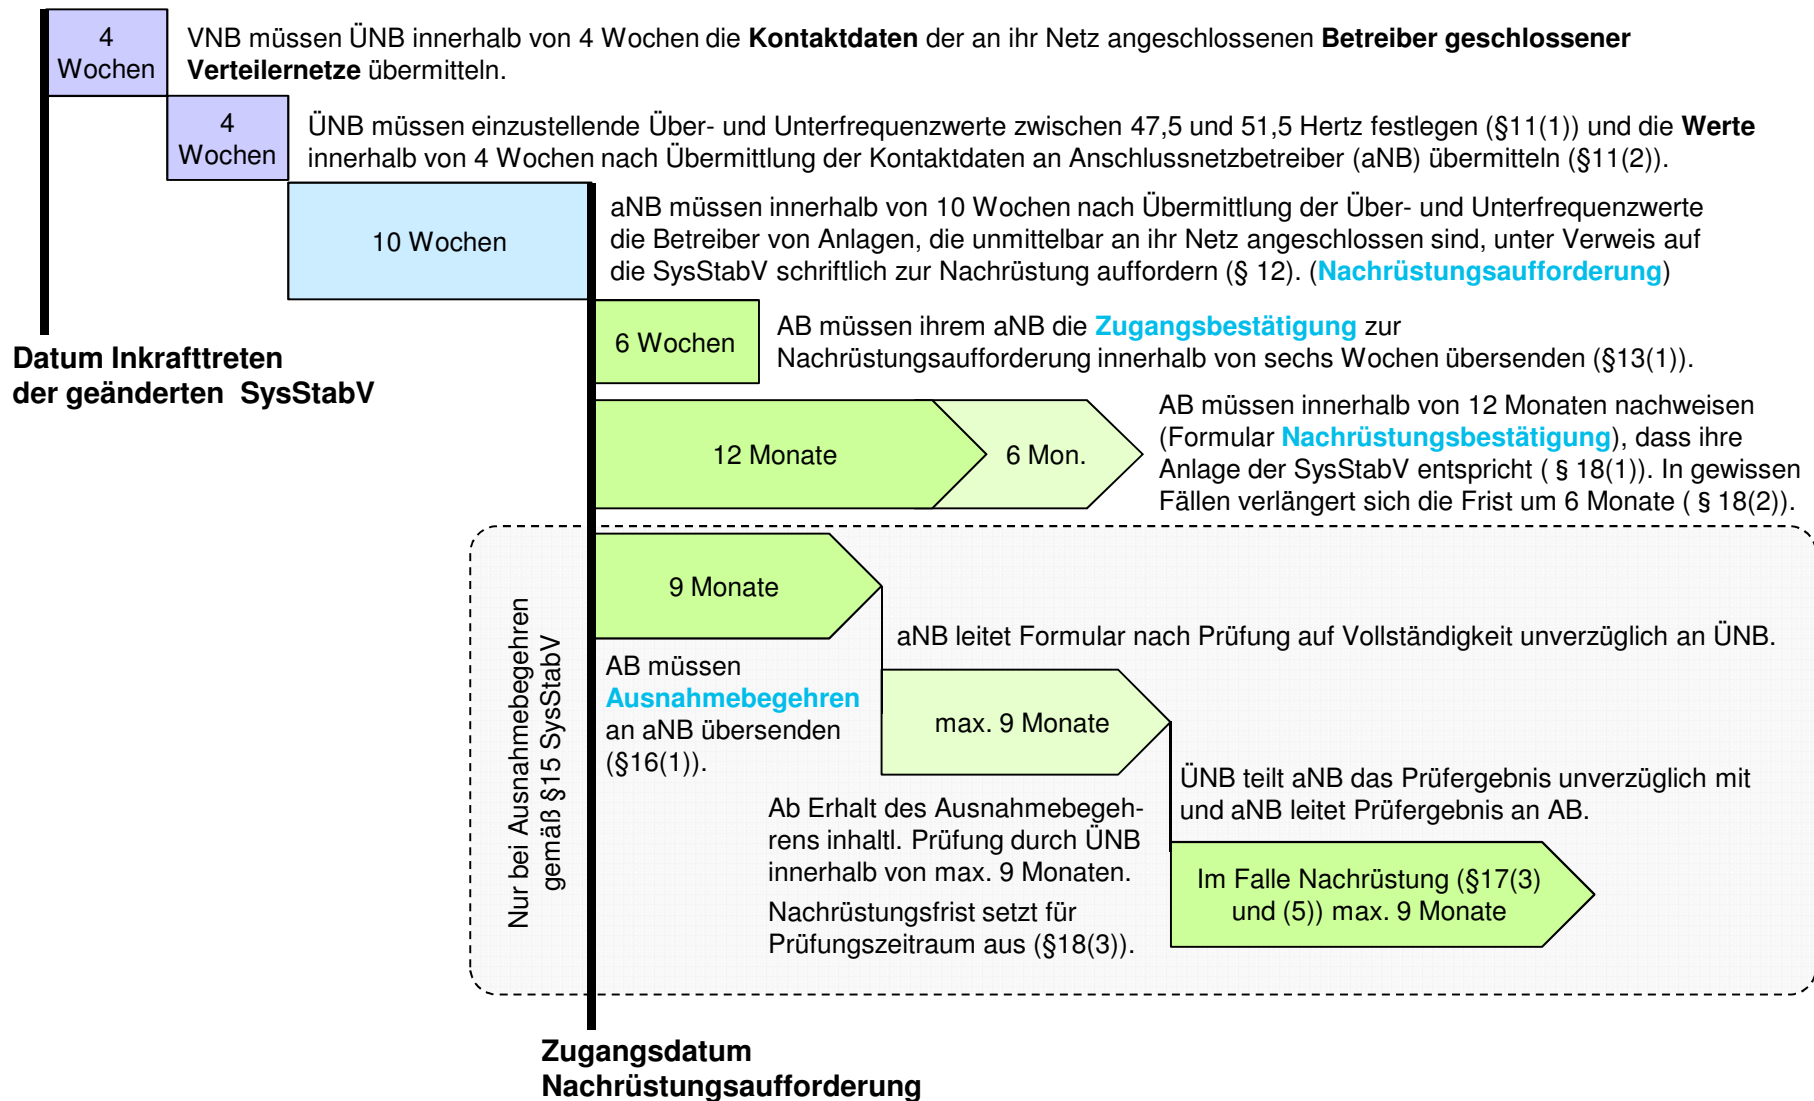 4
Wochen
VNB müssen ÜNB innerhalb von 4 Wochen die Kontaktdaten der an ihr Netz angeschlossenen Betreiber geschlossener
Verteilernetze übermitteln.
4
Wochen
ÜNB müssen einzustellende Über- und Unterfrequenzwerte zwischen 47,5 und 51,5 Hertz festlegen (§11(1)) und die Werte
innerhalb von 4 Wochen nach Übermittlung der Kontaktdaten an Anschlussnetzbetreiber (aNB) übermitteln (§11(2)).
10 Wochen
aNB müssen innerhalb von 10 Wochen nach Übermittlung der Über- und Unterfrequenzwerte
die Betreiber von Anlagen, die unmittelbar an ihr Netz angeschlossen sind, unter Verweis auf
die SysStabV schriftlich zur Nachrüstung auffordern (§ 12). (Nachrüstungsaufforderung)
Datum Inkrafttreten
der geänderten SysStabV
6 Wochen
AB müssen ihrem aNB die Zugangsbestätigung zur
Nachrüstungsaufforderung innerhalb von sechs Wochen übersenden (§13(1)).
12 Monate
6 Mon.
AB müssen innerhalb von 12 Monaten nachweisen
(Formular Nachrüstungsbestätigung), dass ihre
Anlage der SysStabV entspricht ( § 18(1)). In gewissen
Fällen verlängert sich die Frist um 6 Monate ( § 18(2)).
Nur bei Ausnahmebegehren
gemäß §15 SysStabV
9 Monate
AB müssen
Ausnahmebegehren
an aNB übersenden
(§16(1)).
aNB leitet Formular nach Prüfung auf Vollständigkeit unverzüglich an ÜNB.
max. 9 Monate
Ab Erhalt des Ausnahmebegeh-
rens inhaltl. Prüfung durch ÜNB
innerhalb von max. 9 Monaten.
Nachrüstungsfrist setzt für
Prüfungszeitraum aus (§18(3)).
ÜNB teilt aNB das Prüfergebnis unverzüglich mit
und aNB leitet Prüfergebnis an AB.
Im Falle Nachrüstung (§17(3)
und (5)) max. 9 Monate
Zugangsdatum
Nachrüstungsaufforderung